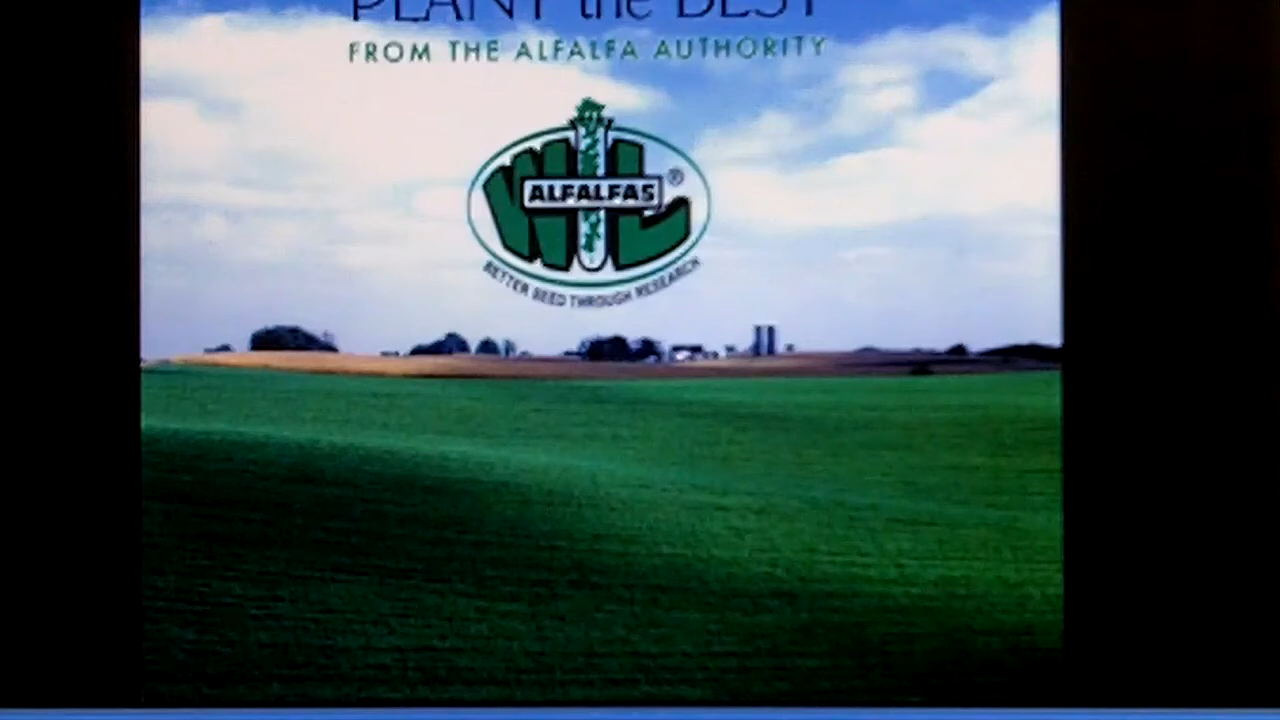 PLANT the BEST
FROM THE ALFALFA AUTHORITY
WL
ALFALFAS ®
BETTER SEED THROUGH RESEARCH